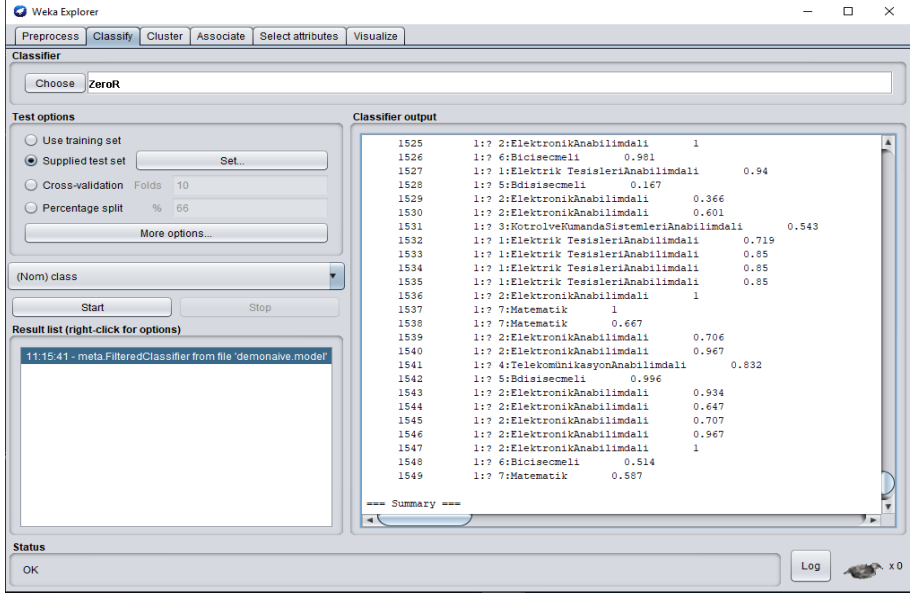 Weka Explorer
Preprocess Classify Cluster Associate Select attributes Visualize
Classifier
Choose ZeroR
Test options
Use training set
Supplied test set Set...
Cross-validation Folds 10
Percentage split % 66
More options...
(Nom) class
Start Stop
Result list (right-click for options)
11:15:41 - meta.FilteredClassifier from file 'demonaive.model'
Classifier output
1525 1:? 2:ElektronikAnabilimdali 1
1526 1:? 6:Bicisecmeli 0.981
1527 1:? 1:Elektrik TesisleriAnabilimdali 0.94
1528 1:? 5:Bdisisecmeli 0.167
1529 1:? 2:ElektronikAnabilimdali 0.366
1530 1:? 2:ElektronikAnabilimdali 0.601
1531 1:? 3:KotrolveKumandaSistemleriAnabilimdali 0.543
1532 1:? 1:Elektrik TesisleriAnabilimdali 0.719
1533 1:? 1:Elektrik TesisleriAnabilimdali 0.85
1534 1:? 1:Elektrik TesisleriAnabilimdali 0.85
1535 1:? 1:Elektrik TesisleriAnabilimdali 0.85
1536 1:? 2:ElektronikAnabilimdali 1
1537 1:? 7:Matematik 1
1538 1:? 7:Matematik 0.667
1539 1:? 2:ElektronikAnabilimdali 0.706
1540 1:? 2:ElektronikAnabilimdali 0.967
1541 1:? 4:TelekomünikasyonAnabilimdali 0.832
1542 1:? 5:Bdisisecmeli 0.996
1543 1:? 2:ElektronikAnabilimdali 0.934
1544 1:? 2:ElektronikAnabilimdali 0.647
1545 1:? 2:ElektronikAnabilimdali 0.707
1546 1:? 2:ElektronikAnabilimdali 0.967
1547 1:? 2:ElektronikAnabilimdali 1
1548 1:? 6:Bicisecmeli 0.514
1549 1:? 7:Matematik 0.587
=== Summary ===
Status
OK
Log
x 0